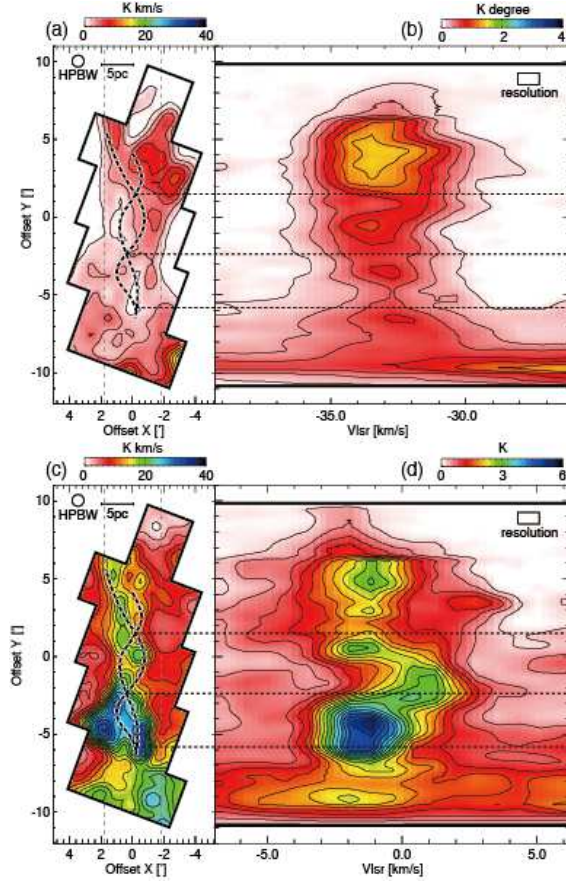 K km/s
0 20 40
(a)
HPBW
5pc
K degree
0 2 4
(b)
resolution
Offset Y [']
10
5
0
-5
-10
4 2 0 -2 -4
Offset X [']
-35.0 -30.0
Vlsr [km/s]
K km/s
0 20 40
(c)
HPBW
5pc
K
0 3 6
(d)
resolution
Offset Y [']
10
5
0
-5
-10
4 2 0 -2 -4
Offset X [']
-5.0 0.0
Vlsr [km/s]